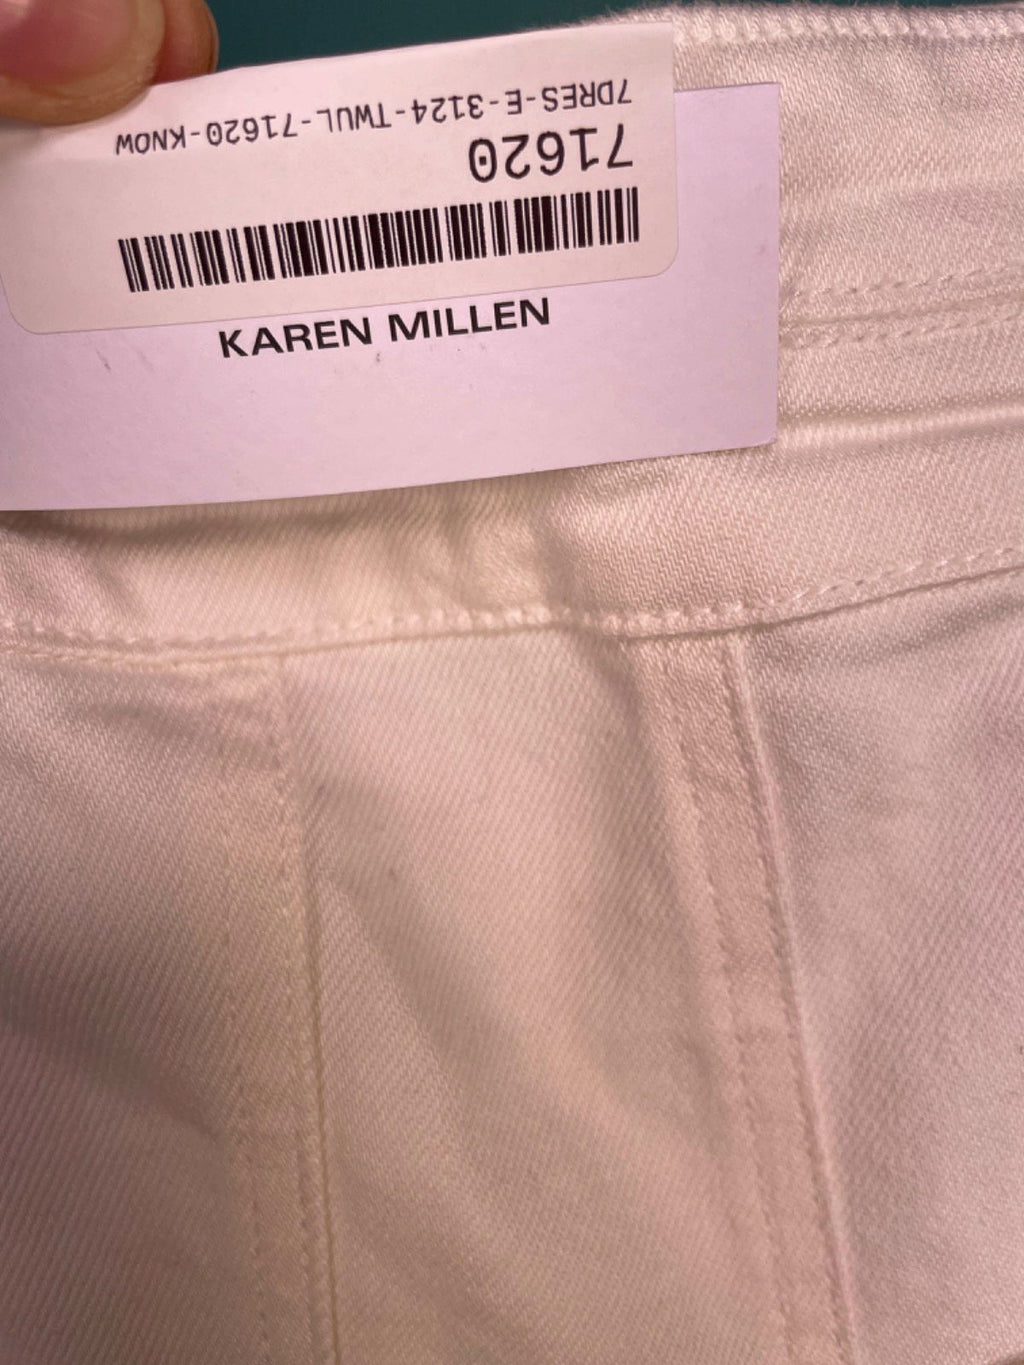 7DRES-E-3124-TWUL-71620-KNOW
71620
KAREN MILLEN